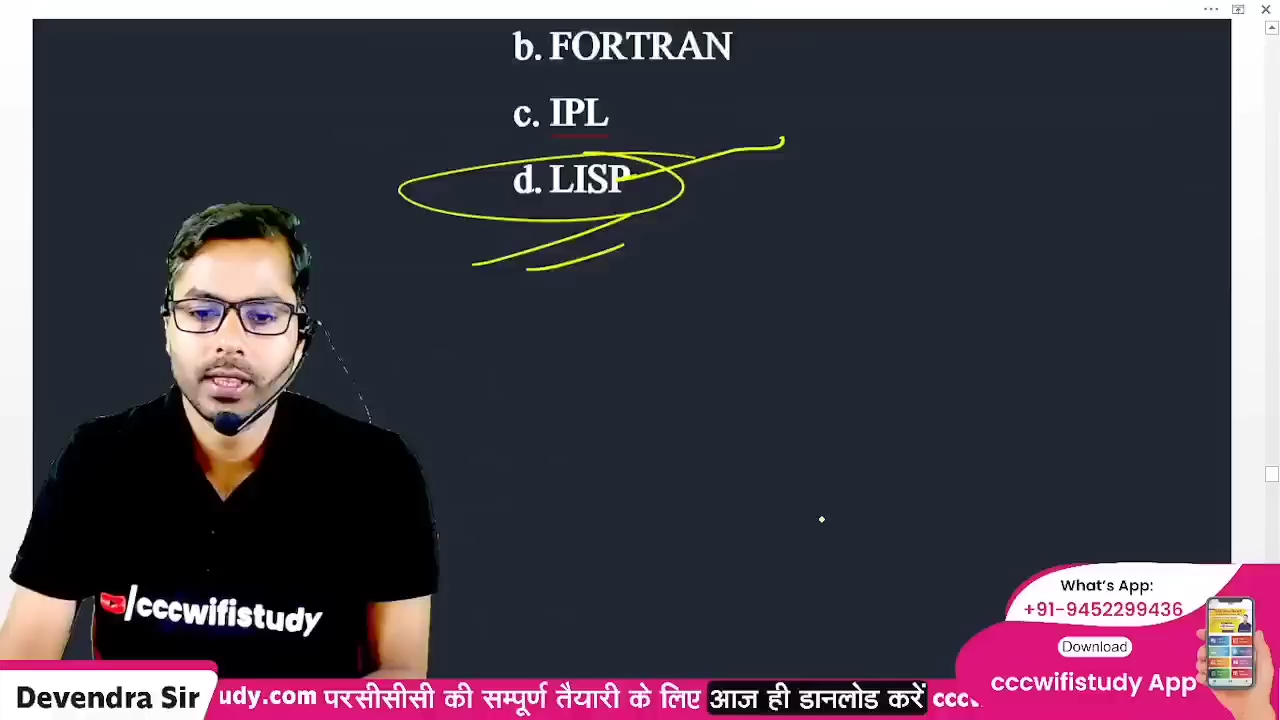 b. FORTRAN
c. IPL
d. LISP
/cccwifistudy
What's App:
+91-9452299436
Download
cccwifistudy App
Devendra Sir
udy.com परसीसीसी की सम्पूर्ण तैयारी के लिए आज ही डानलोड करें